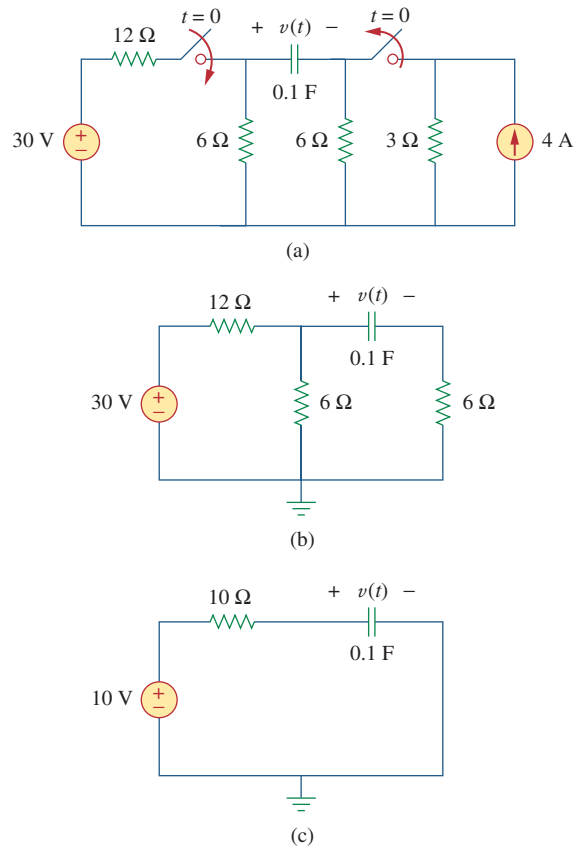 t = 0
t = 0
+ v(t) −
12 Ω
0.1 F
30 V
+
−
6 Ω
6 Ω
3 Ω
4 A
(a)
12 Ω
+ v(t) −
0.1 F
30 V
+
−
6 Ω
6 Ω
(b)
10 Ω
+ v(t) −
0.1 F
10 V
+
−
(c)